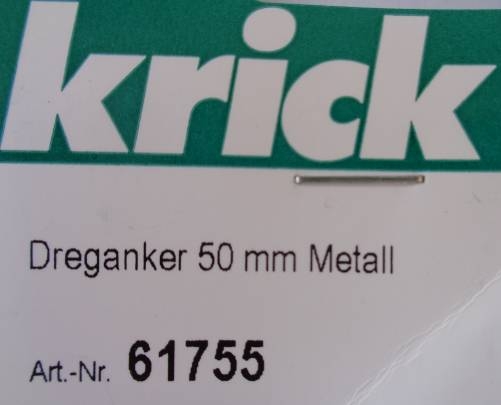 krick
Dreganker 50 mm Metall
Art.-Nr. 61755